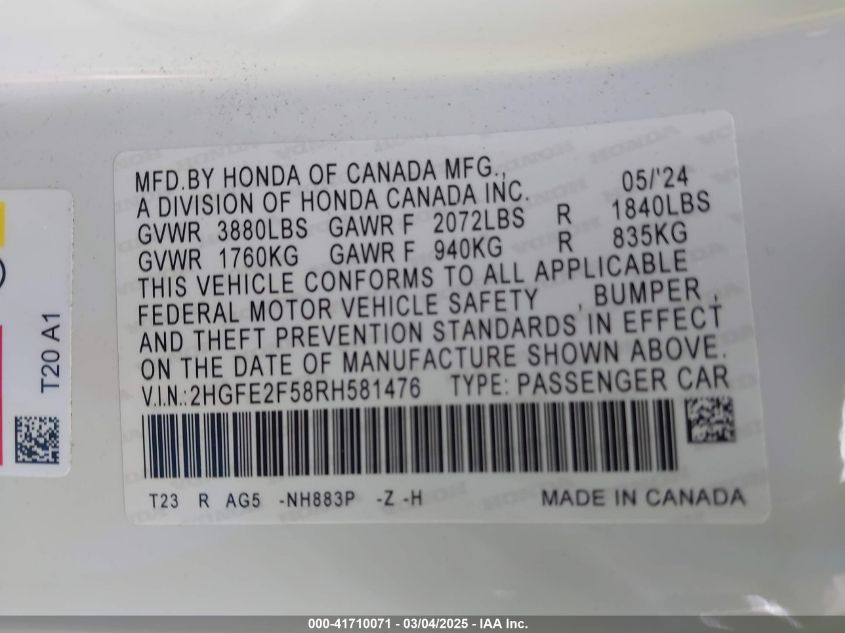 MFD.BY HONDA OF CANADA MFG., 05/'24
A DIVISION OF HONDA CANADA INC.
GVWR 3880LBS GAWR F 2072LBS R 1840LBS
GVWR 1760KG GAWR F 940KG R 835KG
THIS VEHICLE CONFORMS TO ALL APPLICABLE
FEDERAL MOTOR VEHICLE SAFETY , BUMPER ,
AND THEFT PREVENTION STANDARDS IN EFFECT
ON THE DATE OF MANUFACTURE SHOWN ABOVE.
V.I.N.:2HGFE2F58RH581476 TYPE: PASSENGER CAR
T23 R AG5 -NH883P -Z -H MADE IN CANADA
T20 A1
000-41710071 - 03/04/2025 - IAA Inc.